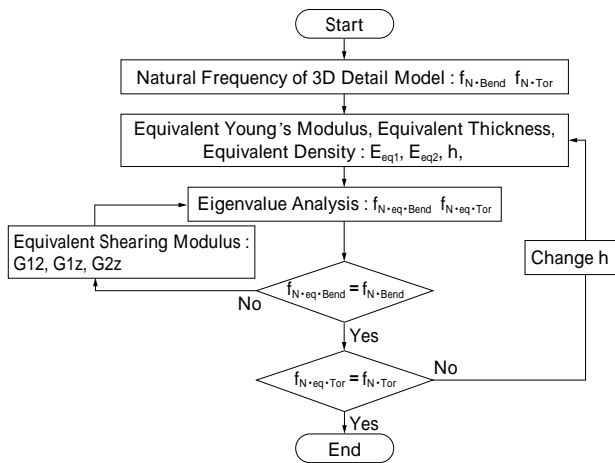 Start
Natural Frequency of 3D Detail Model : fN・Bend fN・Tor
Equivalent Young's Modulus, Equivalent Thickness,
Equivalent Density : Eeq1, Eeq2, h,
Eigenvalue Analysis : fN・eq・Bend fN・eq・Tor
Equivalent Shearing Modulus :
G12, G1z, G2z
Change h
fN・eq・Bend = fN・Bend
No
Yes
fN・eq・Tor = fN・Tor
No
Yes
End